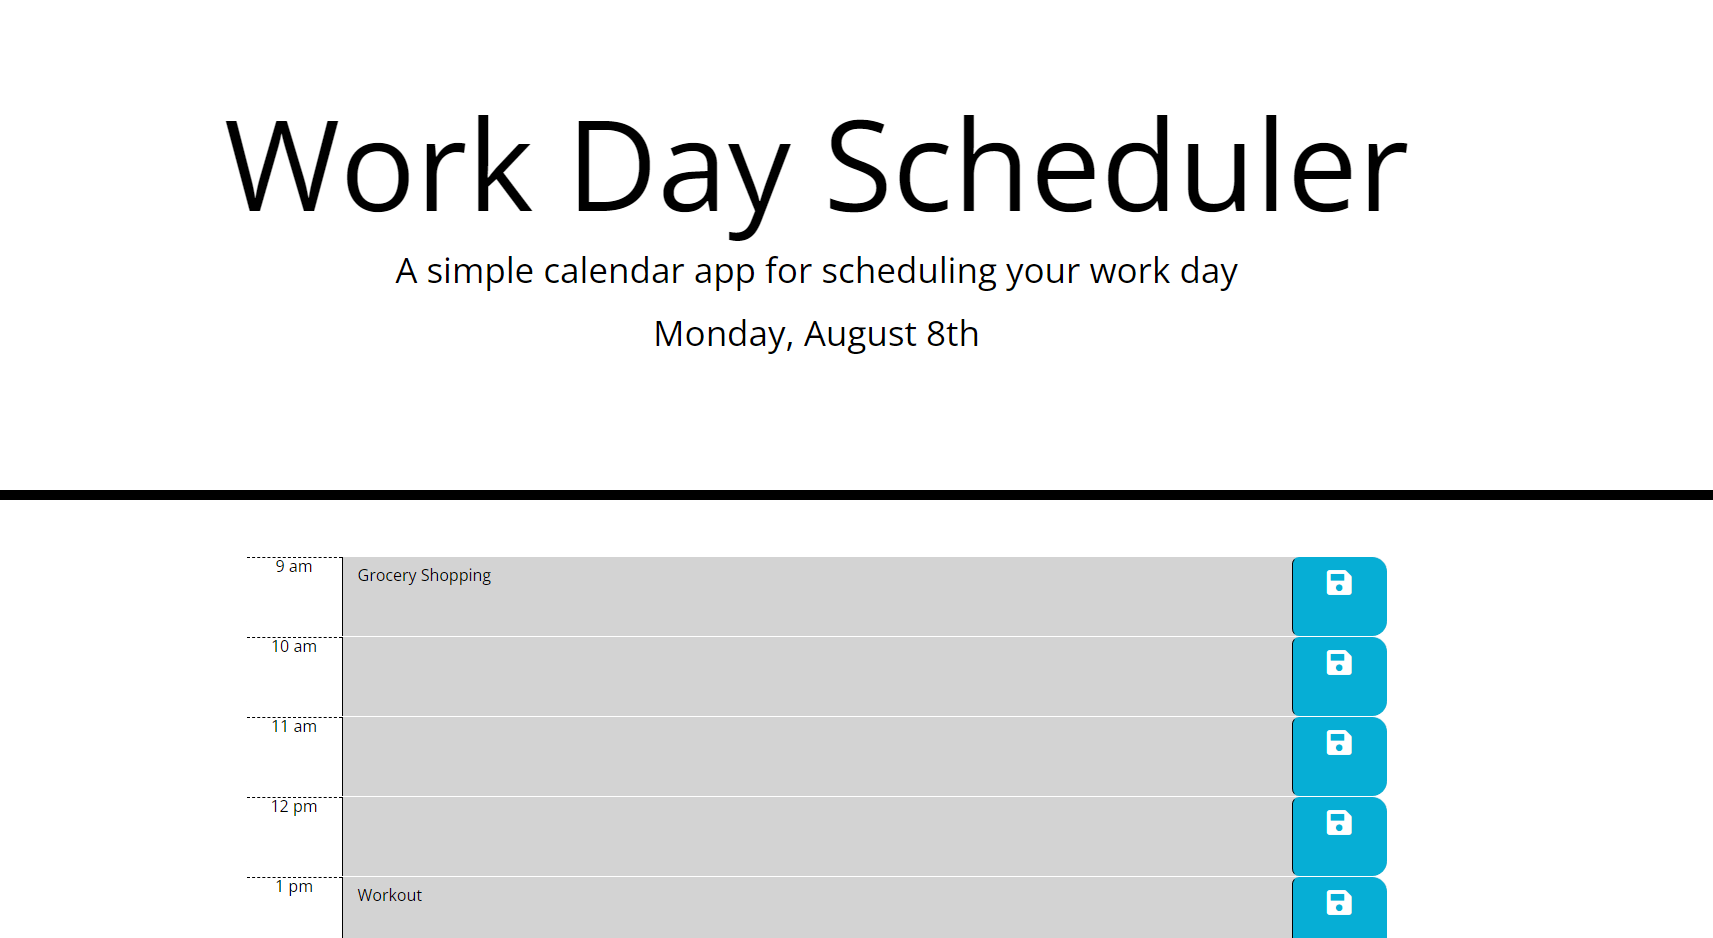 Work Day Scheduler
A simple calendar app for scheduling your work day
Monday, August 8th
9 am
Grocery Shopping
10 am
11 am
12 pm
1 pm
Workout